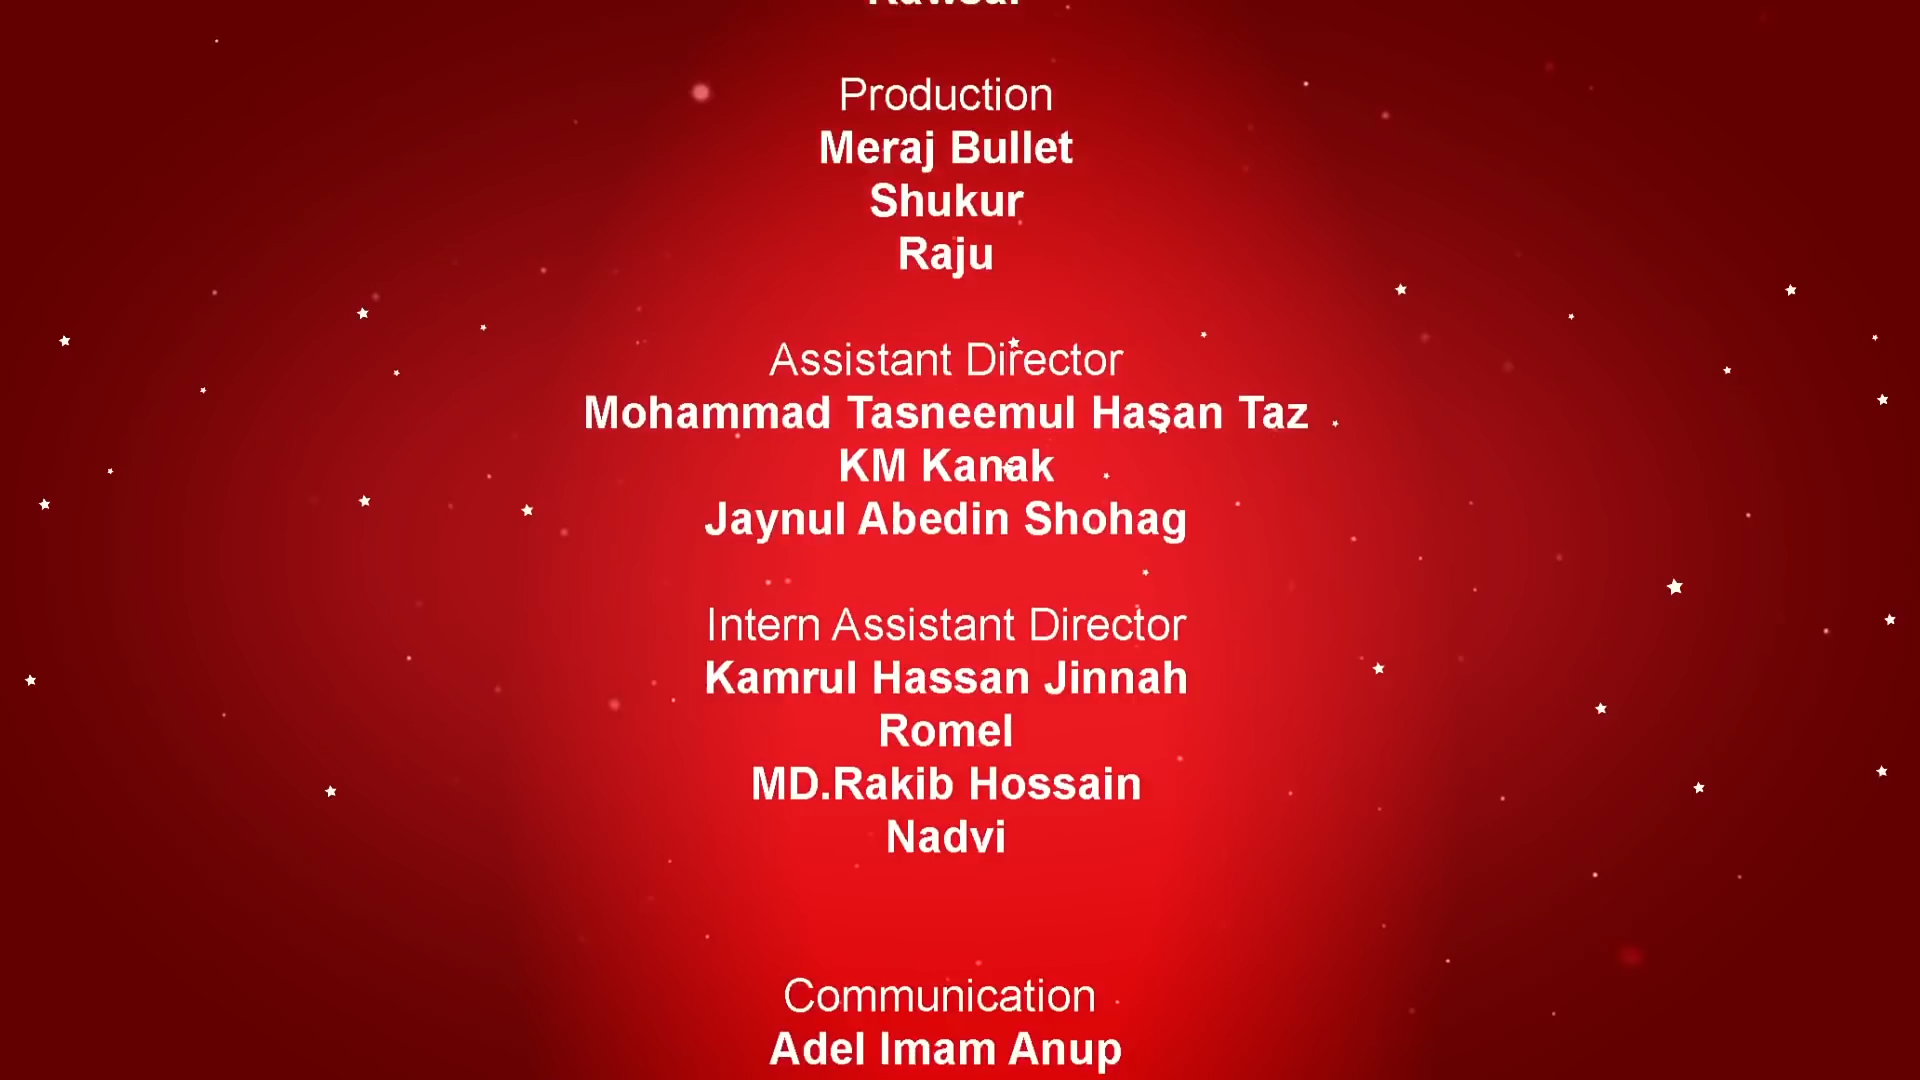 Production
Meraj Bullet
Shukur
Raju
Assistant Director
Mohammad Tasneemul Hasan Taz
KM Kanak
Jaynul Abedin Shohag
Intern Assistant Director
Kamrul Hassan Jinnah
Romel
MD.Rakib Hossain
Nadvi
Communication
Adel Imam Anup